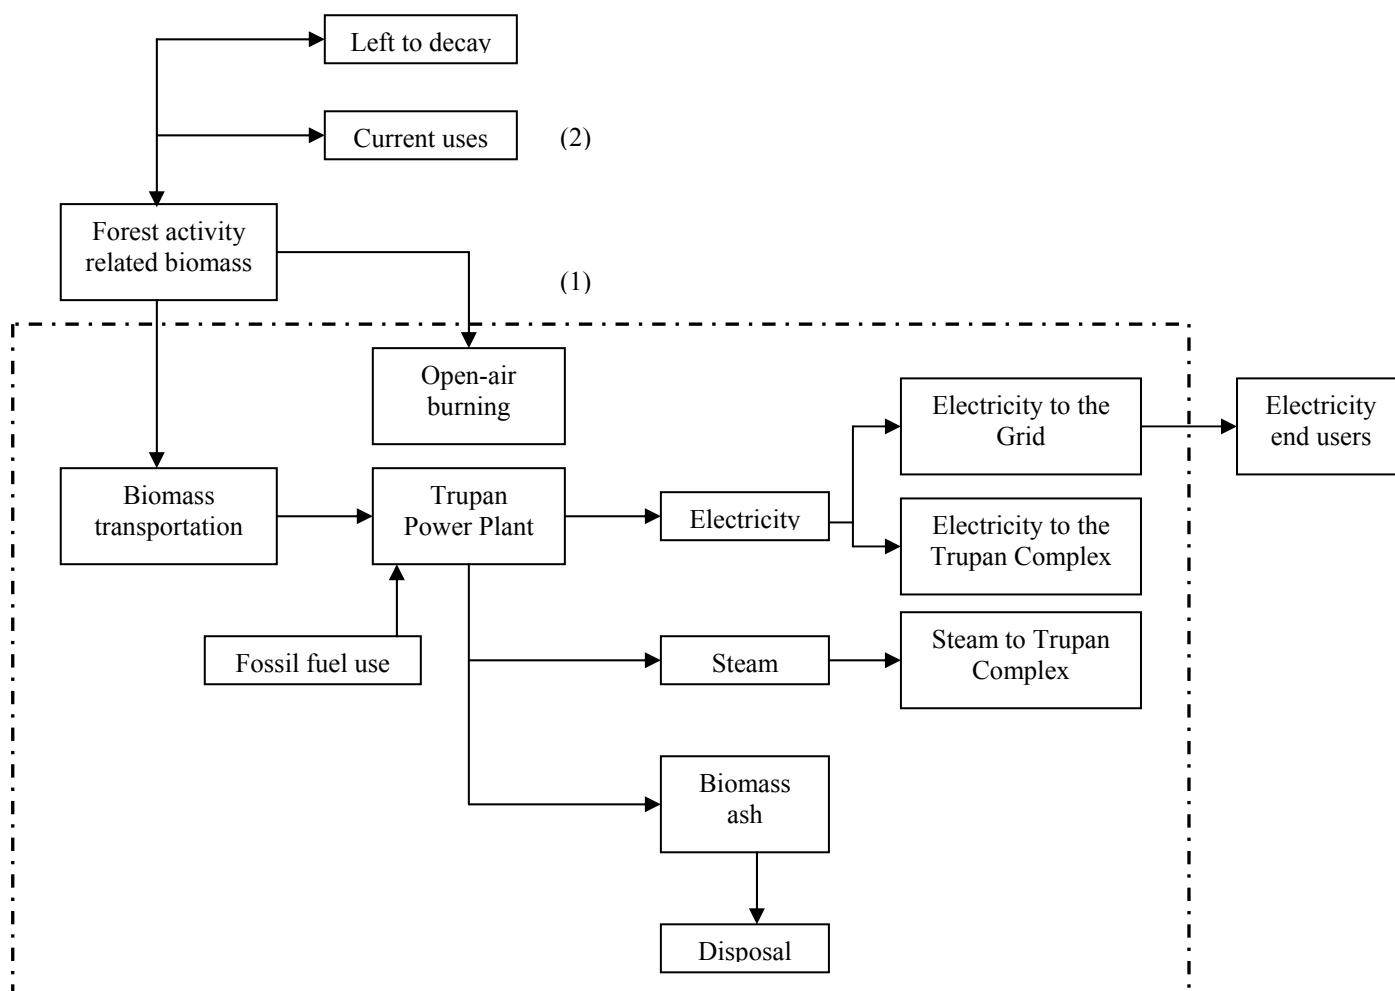 Left to decay
Current uses
(2)
Forest activity
related biomass
(1)
Open-air
burning
Electricity to the
Grid
Electricity
end users
Biomass
transportation
Trupan
Power Plant
Electricity
Electricity to the
Trupan Complex
Fossil fuel use
Steam
Steam to Trupan
Complex
Biomass
ash
Disposal